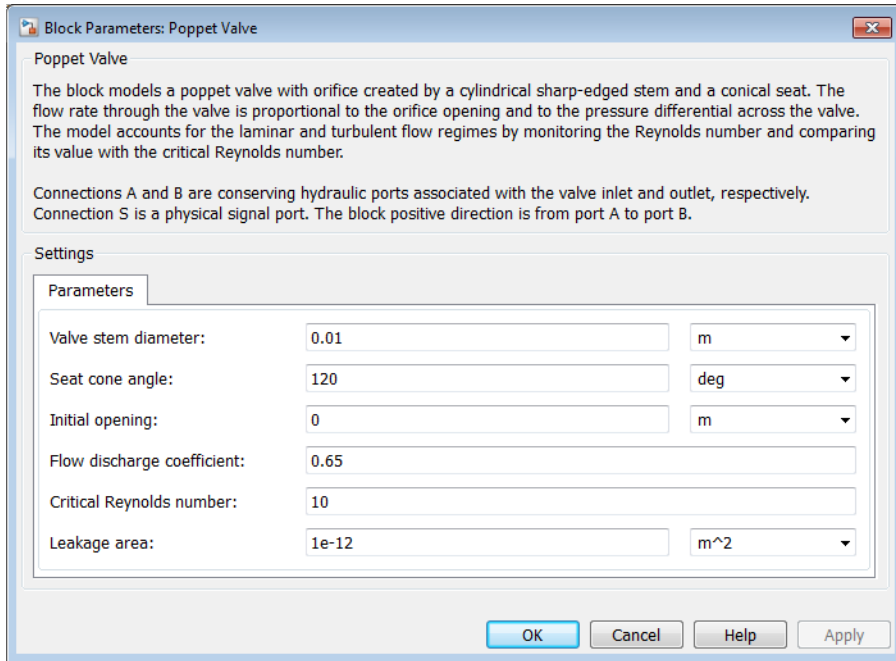 Block Parameters: Poppet Valve
Poppet Valve
The block models a poppet valve with orifice created by a cylindrical sharp-edged stem and a conical seat. The
flow rate through the valve is proportional to the orifice opening and to the pressure differential across the valve.
The model accounts for the laminar and turbulent flow regimes by monitoring the Reynolds number and comparing
its value with the critical Reynolds number.
Connections A and B are conserving hydraulic ports associated with the valve inlet and outlet, respectively.
Connection S is a physical signal port. The block positive direction is from port A to port B.
Settings
Parameters
Valve stem diameter: 0.01 m
Seat cone angle: 120 deg
Initial opening: 0 m
Flow discharge coefficient: 0.65
Critical Reynolds number: 10
Leakage area: 1e-12 m^2
OK Cancel Help Apply